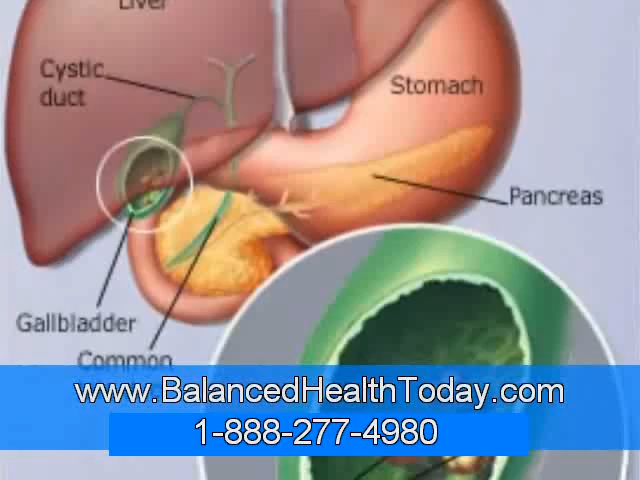 Liver
Cystic
duct
Stomach
Pancreas
Gallbladder
Common
www.BalancedHealthToday.com
1-888-277-4980